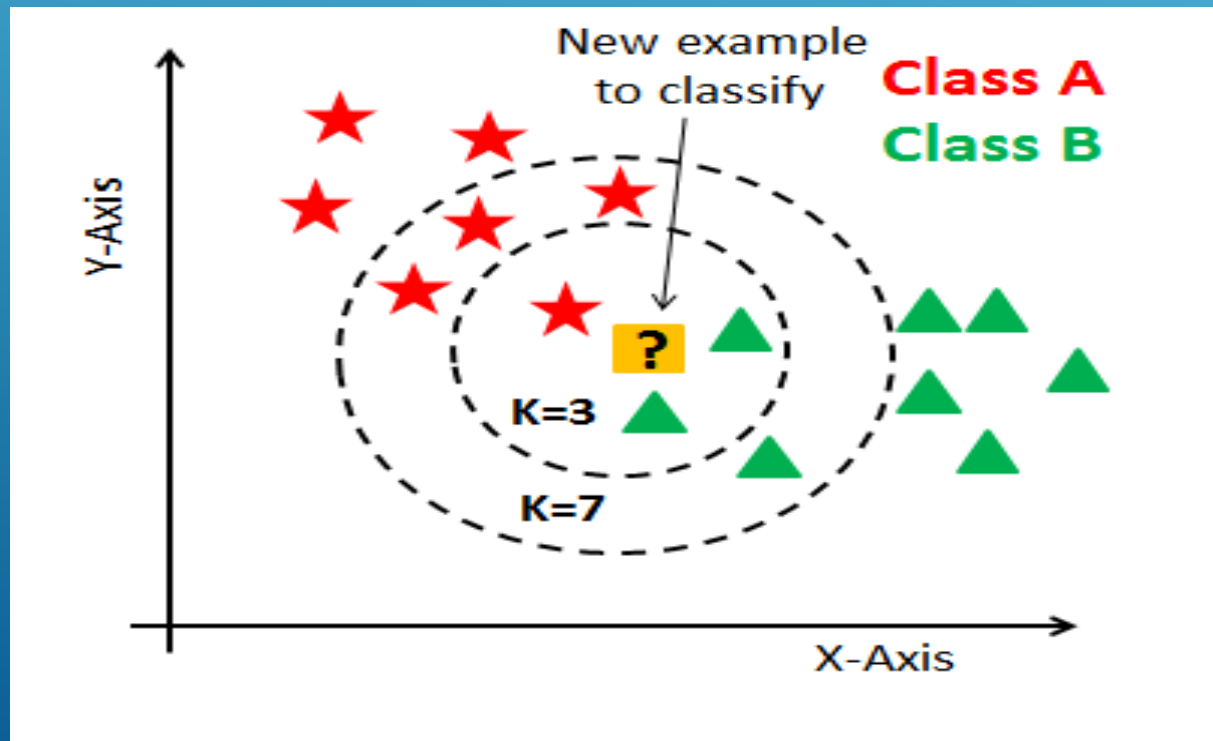 New example
to classify
Class A
Class B
Y-Axis
?
K=3
K=7
X-Axis